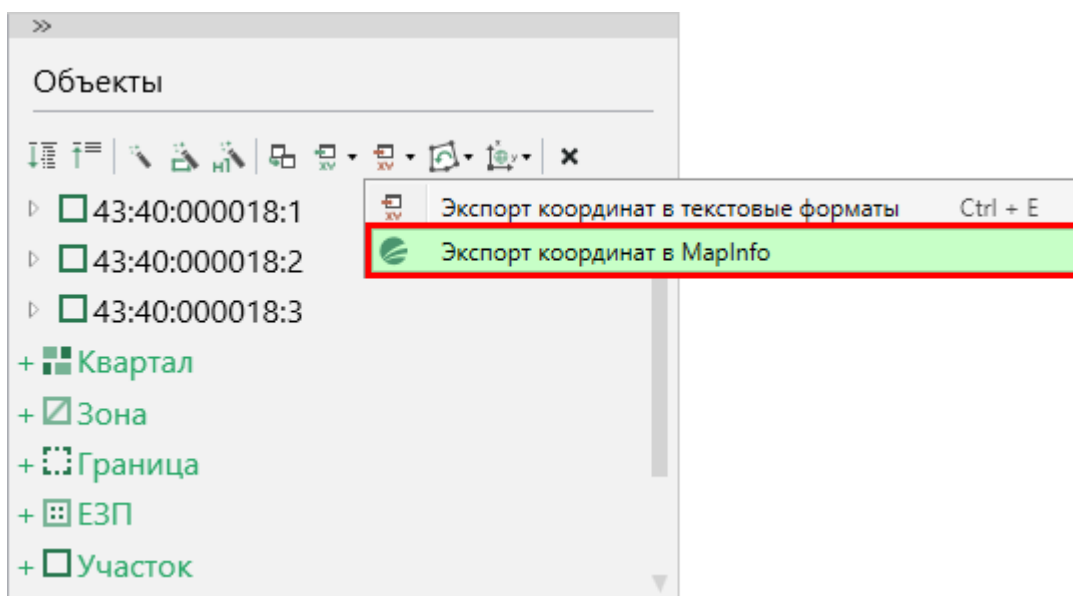 Объекты
43:40:000018:1
Экспорт координат в текстовые форматы Ctrl + E
43:40:000018:2
Экспорт координат в MapInfo
43:40:000018:3
+ Квартал
+ Зона
+ Граница
+ ЕЗП
+ Участок